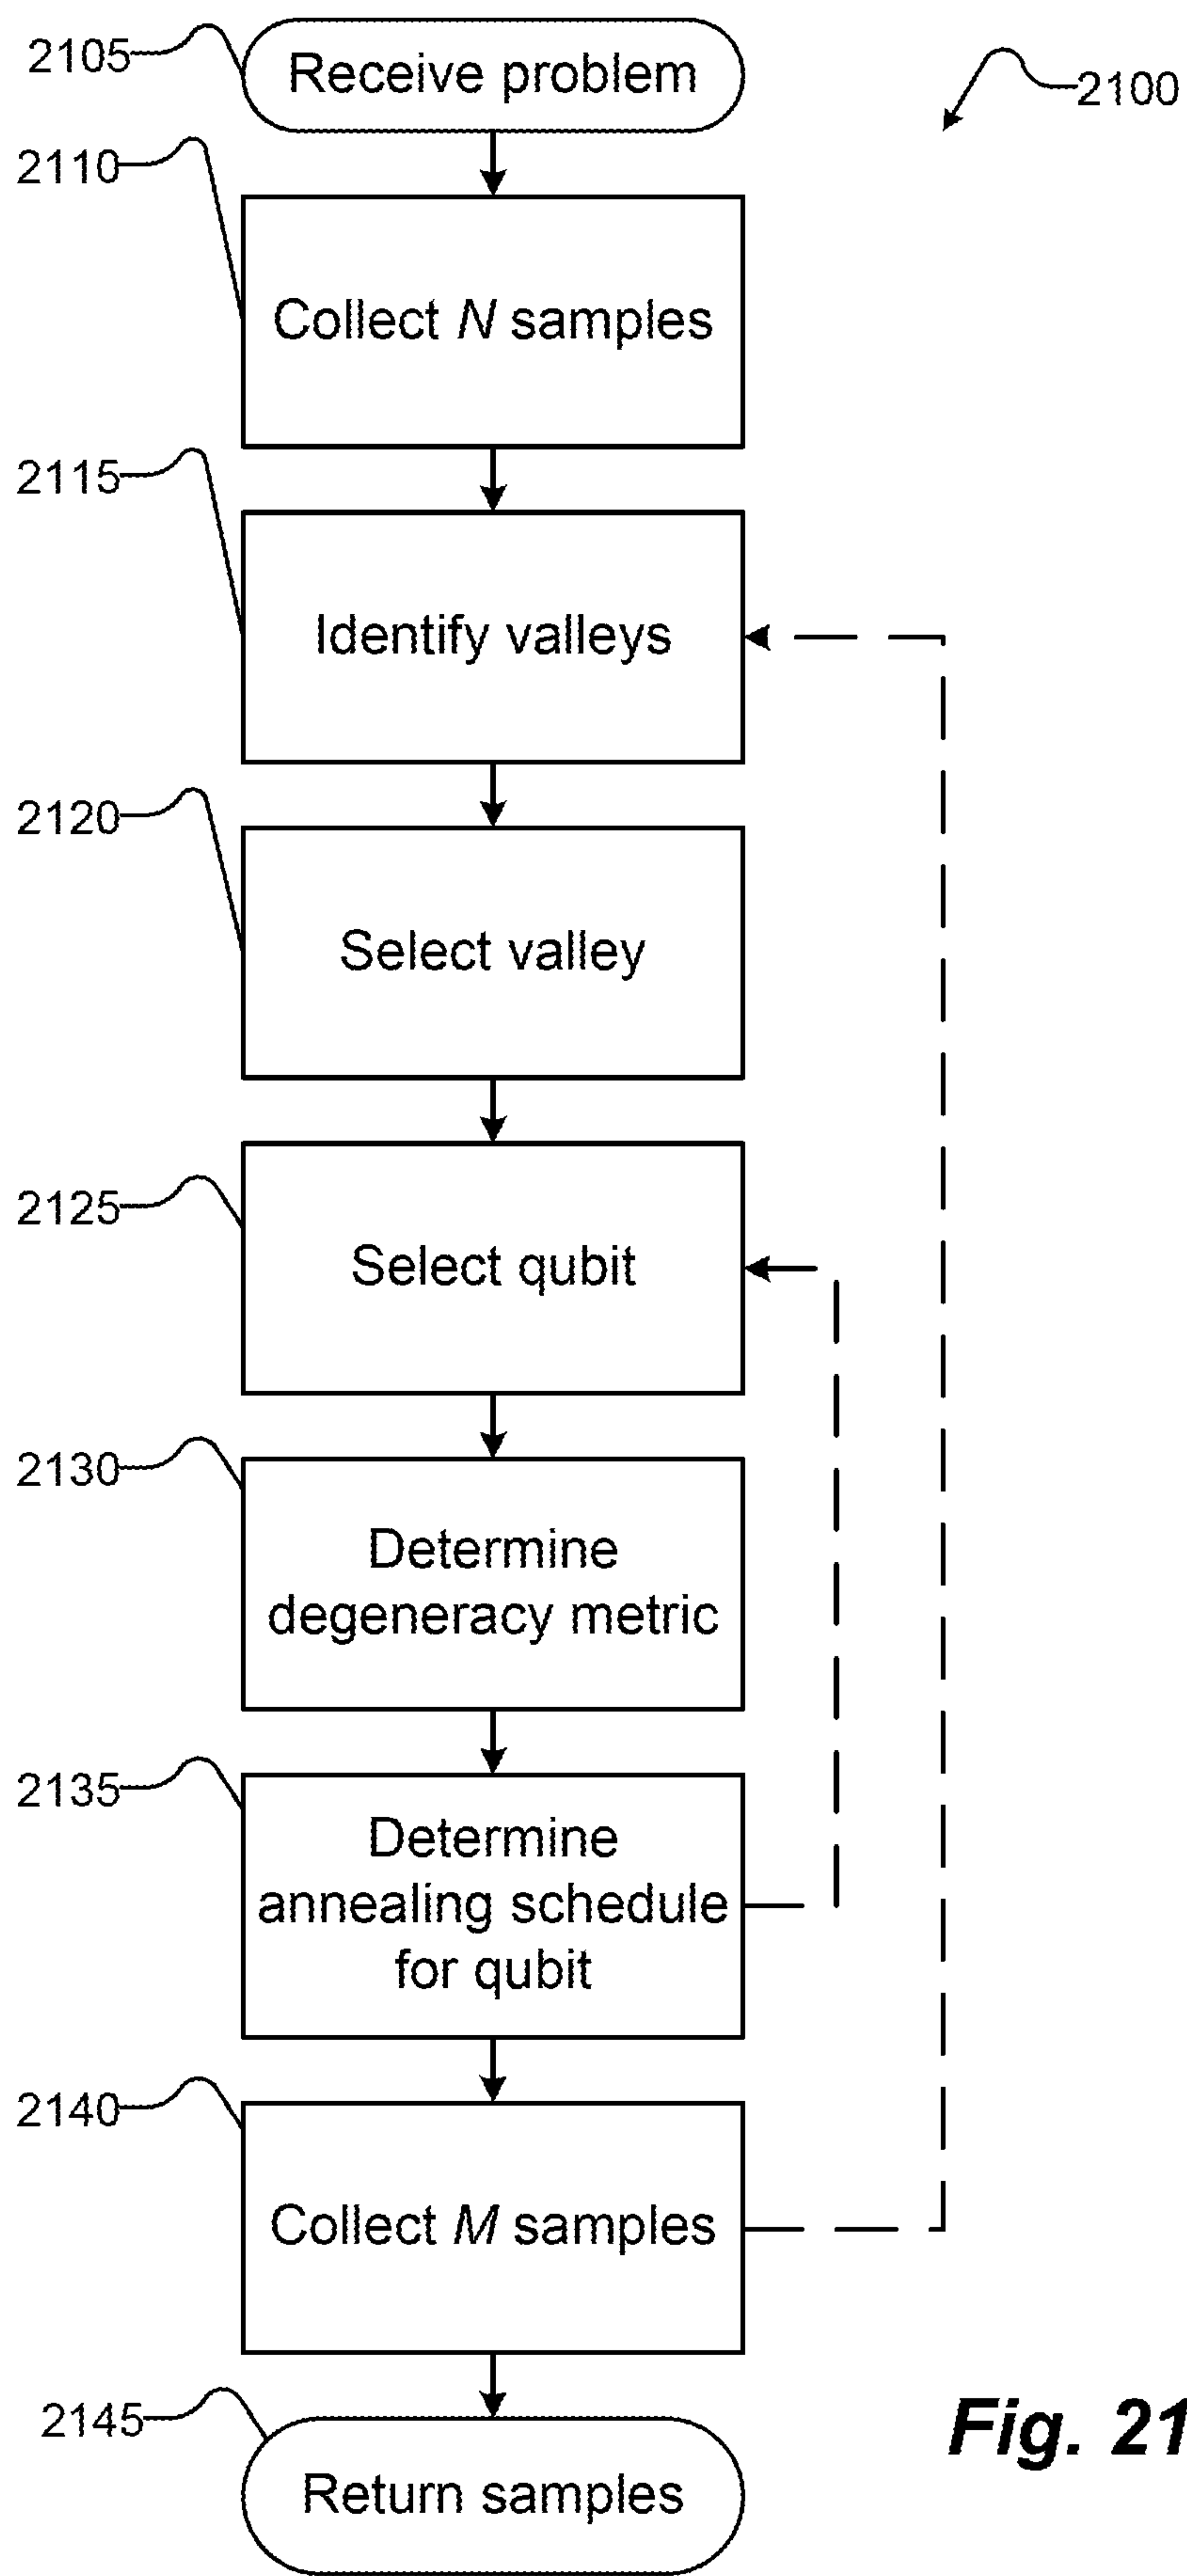 2105
Receive problem
2100
2110
Collect N samples
2115
Identify valleys
2120
Select valley
2125
Select qubit
2130
Determine
degeneracy metric
2135
Determine
annealing schedule
for qubit
2140
Collect M samples
2145
Return samples
Fig. 21